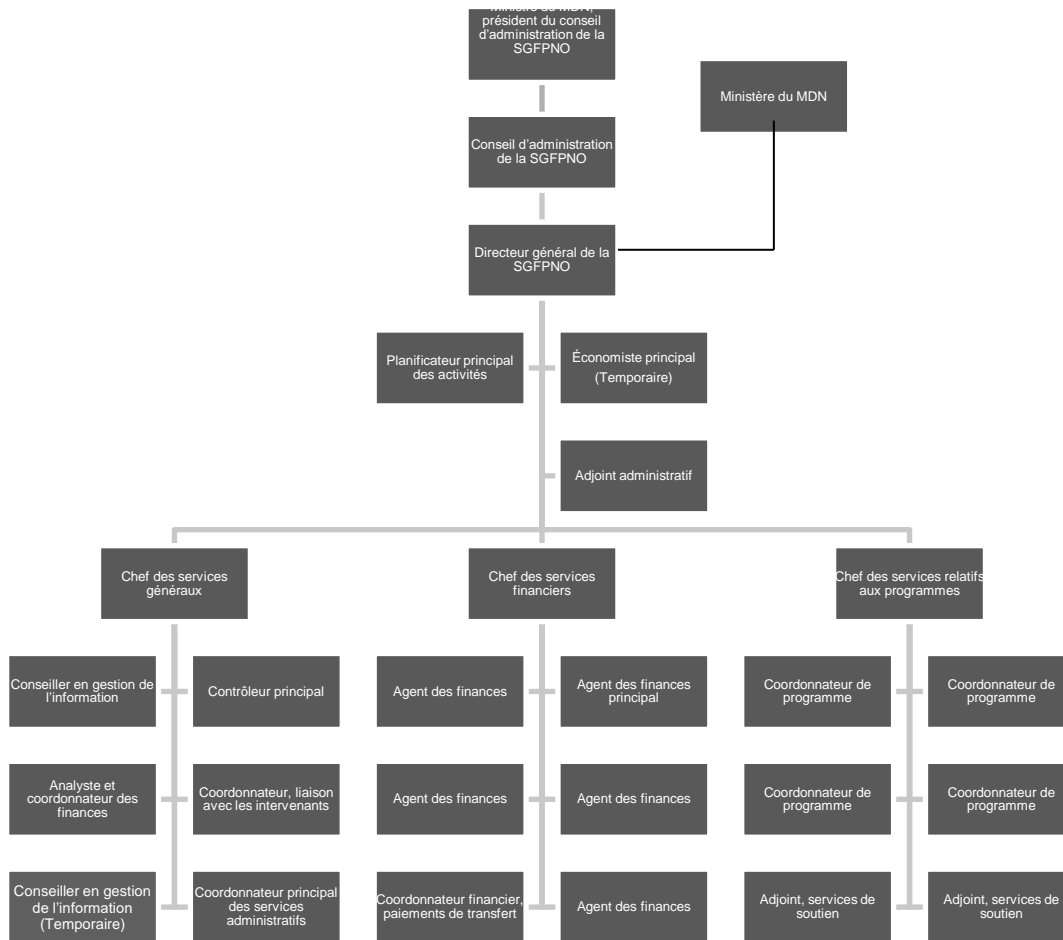 Ministre du MDN,
président du conseil
d'administration de la
SGFPNO
Ministère du MDN
Conseil d'administration
de la SGFPNO
Directeur général de la
SGFPNO
Planificateur principal
des activités
Économiste principal
(Temporaire)
Adjoint administratif
Chef des services
généraux
Chef des services
financiers
Chef des services relatifs
aux programmes
Conseiller en gestion de
l'information
Contrôleur principal
Agent des finances
Agent des finances
principal
Coordonnateur de
programme
Coordonnateur de
programme
Analyste et
coordonnateur des
finances
Coordonnateur, liaison
avec les intervenants
Agent des finances
Agent des finances
Coordonnateur de
programme
Coordonnateur de
programme
Conseiller en gestion
de l'information
(Temporaire)
Coordonnateur principal
des services
administratifs
Coordonnateur financier,
paiements de transfert
Agent des finances
Adjoint, services de
soutien
Adjoint, services de
soutien